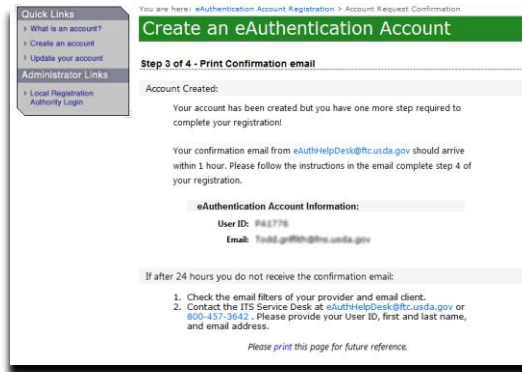 Quick Links
What is an account?
Create an account
Update your account
Administrator Links
Local Registration
Authority Login
You are here: eAuthentication Account Registration > Account Request Confirmation
Create an eAuthentication Account
Step 3 of 4 - Print Confirmation email
Account Created:
Your account has been created but you have one more step required to
complete your registration!
Your confirmation email from eAuthHelpDesk@ftc.usda.gov should arrive
within 1 hour. Please follow the instructions in the email complete step 4 of
your registration.
eAuthentication Account Information:
User ID:
Email:
If after 24 hours you do not receive the confirmation email:
1. Check the email filters of your provider and email client.
2. Contact the ITS Service Desk at eAuthHelpDesk@ftc.usda.gov or
800-457-3642 . Please provide your User ID, first and last name,
and email address.
Please print this page for future reference.